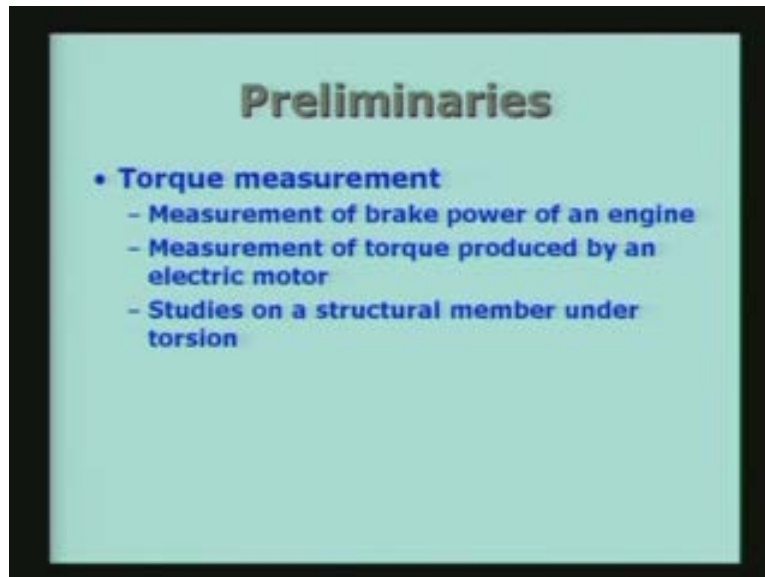 Preliminaries
• Torque measurement
– Measurement of brake power of an engine
– Measurement of torque produced by an
electric motor
– Studies on a structural member under
torsion